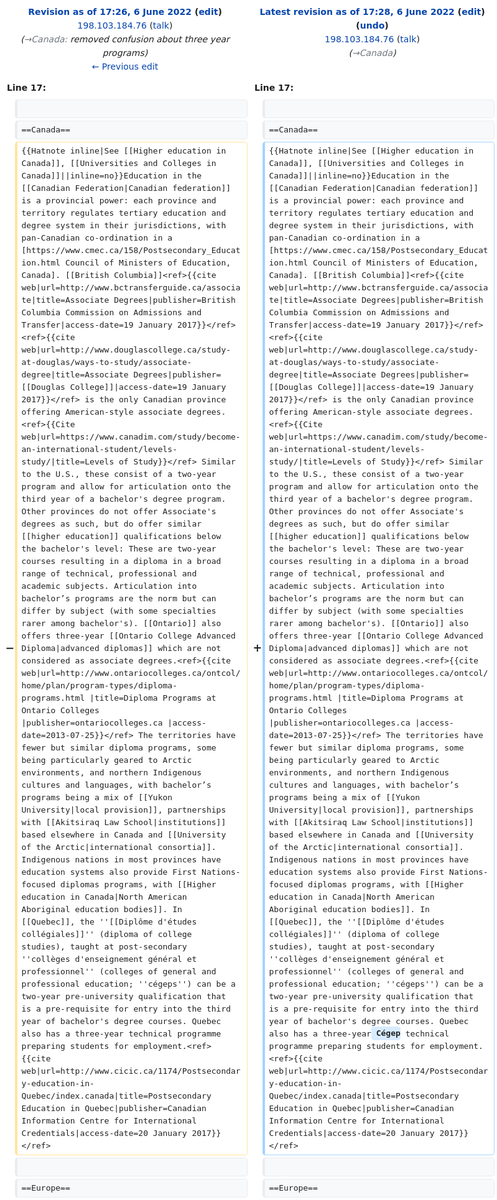 Revision as of 17:26, 6 June 2022 (edit)
198.103.184.76 (talk)
(→Canada: removed confusion about three year
programs)
← Previous edit
Latest revision as of 17:28, 6 June 2022 (edit)
(undo)
198.103.184.76 (talk)
(→Canada)
Line 17:
Line 17:
==Canada==
==Canada==
−
{{Hatnote inline|See [[Higher education in
Canada]], [[Universities and Colleges in
Canada]]||inline=no}}Education in the
[[Canadian Federation|Canadian federation]]
is a provincial power: each province and
territory regulates tertiary education and
degree system in their jurisdictions, with
pan-Canadian co-ordination in a
[https://www.cmec.ca/158/Postsecondary_Educat
ion.html Council of Ministers of Education,
Canada]. [[British Columbia]]<ref>{{cite
web|url=http://www.bctransferguide.ca/associa
te|title=Associate Degrees|publisher=British
Columbia Commission on Admissions and
Transfer|access-date=19 January 2017}}</ref>
<ref>{{cite
web|url=http://www.douglascollege.ca/study-
at-douglas/ways-to-study/associate-
degree|title=Associate Degrees|publisher=
[[Douglas College]]|access-date=19 January
2017}}</ref> is the only Canadian province
offering American-style associate degrees.
<ref>{{Cite
web|url=https://www.canadim.com/study/become-
an-international-student/levels-
study/|title=Levels of Study}}</ref> Similar
to the U.S., these consist of a two-year
program and allow for articulation onto the
third year of a bachelor's degree program.
Other provinces do not offer Associate's
degrees as such, but do offer similar
[[higher education]] qualifications below
the bachelor's level: These are two-year
courses resulting in a diploma in a broad
range of technical, professional and
academic subjects. Articulation into
bachelor’s programs are the norm but can
differ by subject (with some specialties
rarer among bachelor's). [[Ontario]] also
offers three-year [[Ontario College Advanced
Diploma|advanced diplomas]] which are not
considered as associate degrees.<ref>{{cite
web|url=http://www.ontariocolleges.ca/ontcol/
home/plan/program-types/diploma-
programs.html |title=Diploma Programs at
Ontario Colleges
|publisher=ontariocolleges.ca |access-
date=2013-07-25}}</ref> The territories have
fewer but similar diploma programs, some
being particularly geared to Arctic
environments, and northern Indigenous
cultures and languages, with bachelor’s
programs being a mix of [[Yukon
University|local provision]], partnerships
with [[Akitsiraq Law School|institutions]]
based elsewhere in Canada and [[University
of the Arctic|international consortia]].
Indigenous nations in most provinces have
education systems also provide First Nations-
focused diplomas programs, with [[Higher
education in Canada|North American
Aboriginal education bodies]]. In
[[Quebec]], the ''[[Diplôme d'études
collégiales]]'' (diploma of college
studies), taught at post-secondary
''collèges d'enseignement général et
professionnel'' (colleges of general and
professional education; ''cégeps'') can be a
two-year pre-university qualification that
is a pre-requisite for entry into the third
year of bachelor's degree courses. Quebec
also has a three-year technical programme
preparing students for employment.<ref>
{{cite
web|url=http://www.cicic.ca/1174/Postsecondar
y-education-in-
Quebec/index.canada|title=Postsecondary
Education in Quebec|publisher=Canadian
Information Centre for International
Credentials|access-date=20 January 2017}}
</ref>
+
{{Hatnote inline|See [[Higher education in
Canada]], [[Universities and Colleges in
Canada]]||inline=no}}Education in the
[[Canadian Federation|Canadian federation]]
is a provincial power: each province and
territory regulates tertiary education and
degree system in their jurisdictions, with
pan-Canadian co-ordination in a
[https://www.cmec.ca/158/Postsecondary_Educat
ion.html Council of Ministers of Education,
Canada]. [[British Columbia]]<ref>{{cite
web|url=http://www.bctransferguide.ca/associa
te|title=Associate Degrees|publisher=British
Columbia Commission on Admissions and
Transfer|access-date=19 January 2017}}</ref>
<ref>{{cite
web|url=http://www.douglascollege.ca/study-
at-douglas/ways-to-study/associate-
degree|title=Associate Degrees|publisher=
[[Douglas College]]|access-date=19 January
2017}}</ref> is the only Canadian province
offering American-style associate degrees.
<ref>{{Cite
web|url=https://www.canadim.com/study/become-
an-international-student/levels-
study/|title=Levels of Study}}</ref> Similar
to the U.S., these consist of a two-year
program and allow for articulation onto the
third year of a bachelor's degree program.
Other provinces do not offer Associate's
degrees as such, but do offer similar
[[higher education]] qualifications below
the bachelor's level: These are two-year
courses resulting in a diploma in a broad
range of technical, professional and
academic subjects. Articulation into
bachelor’s programs are the norm but can
differ by subject (with some specialties
rarer among bachelor's). [[Ontario]] also
offers three-year [[Ontario College Advanced
Diploma|advanced diplomas]] which are not
considered as associate degrees.<ref>{{cite
web|url=http://www.ontariocolleges.ca/ontcol/
home/plan/program-types/diploma-
programs.html |title=Diploma Programs at
Ontario Colleges
|publisher=ontariocolleges.ca |access-
date=2013-07-25}}</ref> The territories have
fewer but similar diploma programs, some
being particularly geared to Arctic
environments, and northern Indigenous
cultures and languages, with bachelor’s
programs being a mix of [[Yukon
University|local provision]], partnerships
with [[Akitsiraq Law School|institutions]]
based elsewhere in Canada and [[University
of the Arctic|international consortia]].
Indigenous nations in most provinces have
education systems also provide First Nations-
focused diplomas programs, with [[Higher
education in Canada|North American
Aboriginal education bodies]]. In
[[Quebec]], the ''[[Diplôme d'études
collégiales]]'' (diploma of college
studies), taught at post-secondary
''collèges d'enseignement général et
professionnel'' (colleges of general and
professional education; ''cégeps'') can be a
two-year pre-university qualification that
is a pre-requisite for entry into the third
year of bachelor's degree courses. Quebec
also has a three-year Cégep technical
programme preparing students for employment.
<ref>{{cite
web|url=http://www.cicic.ca/1174/Postsecondar
y-education-in-
Quebec/index.canada|title=Postsecondary
Education in Quebec|publisher=Canadian
Information Centre for International
Credentials|access-date=20 January 2017}}
</ref>
==Europe==
==Europe==